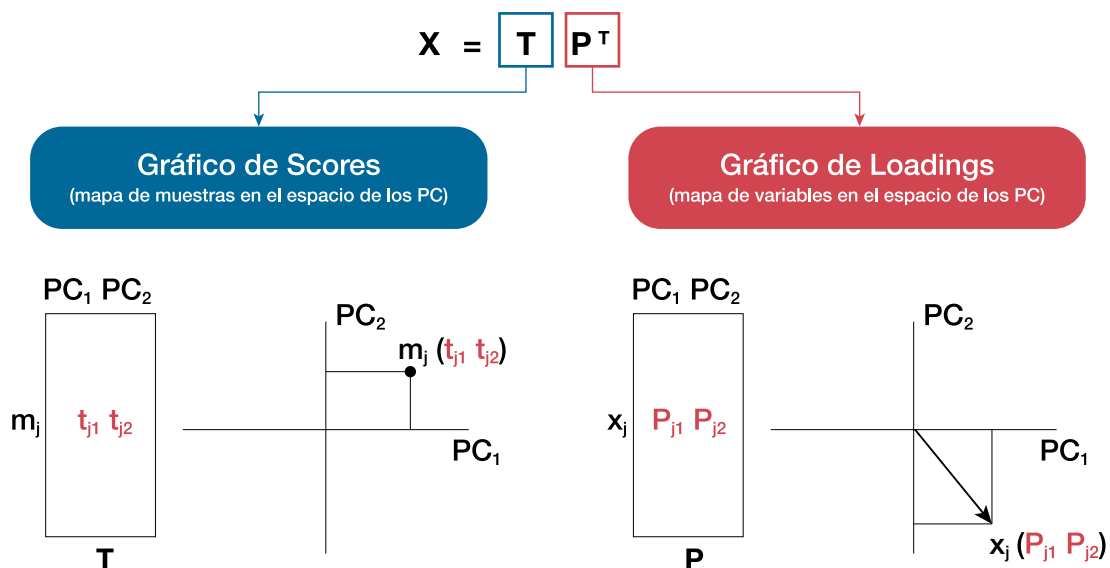 X = T P ᵀ
Gráfico de Scores
(mapa de muestras en el espacio de los PC)
Gráfico de Loadings
(mapa de variables en el espacio de los PC)
PC₁ PC₂
mⱼ
tⱼ₁ tⱼ₂
T
PC₂
mⱼ (tⱼ₁ tⱼ₂)
PC₁
PC₁ PC₂
xⱼ
Pⱼ₁ Pⱼ₂
P
PC₂
PC₁
xⱼ (Pⱼ₁ Pⱼ₂)